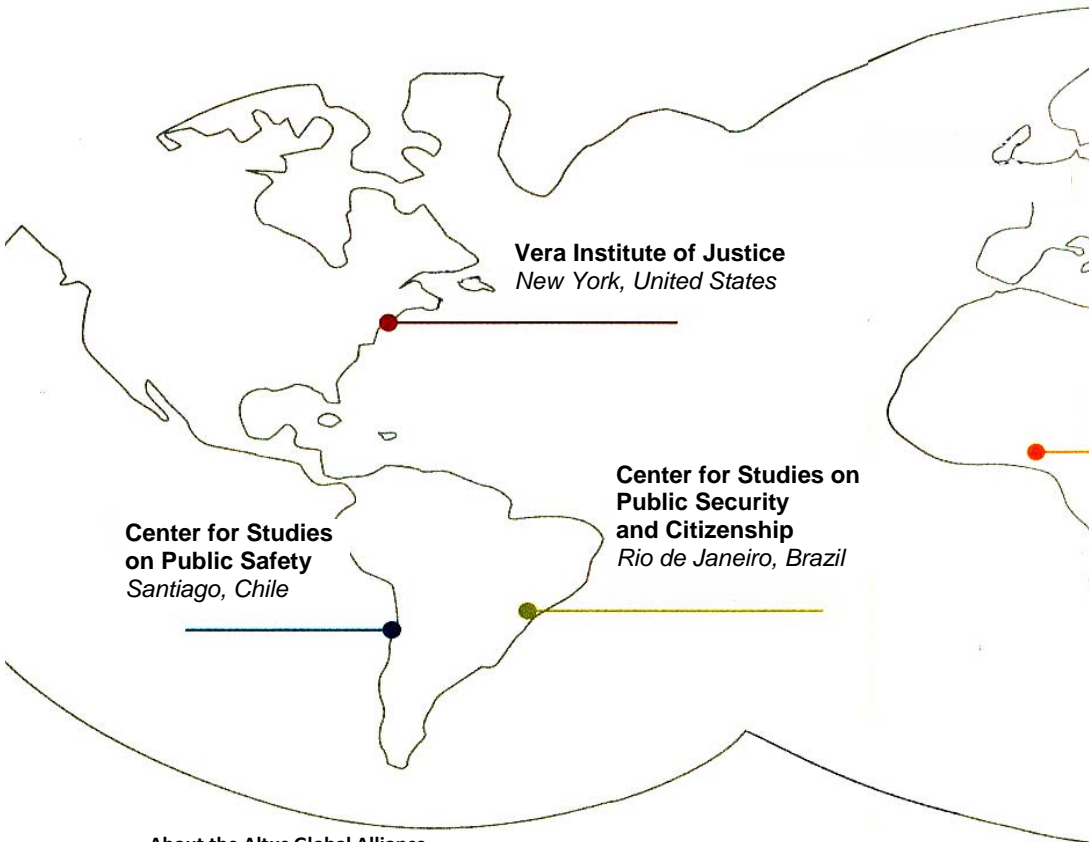 Vera Institute of Justice
New York, United States
Center for Studies on
Public Security
and Citizenship
Rio de Janeiro, Brazil
Center for Studies
on Public Safety
Santiago, Chile
About the Altus Global Alliance